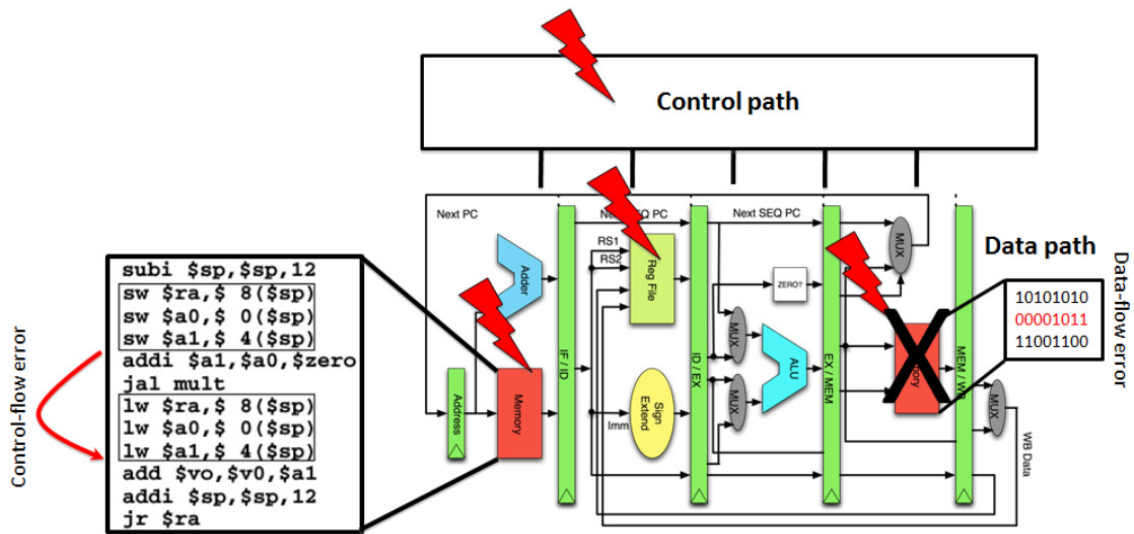 Control path
Next PC
Next SEQ PC
Next SEQ PC
Data path
Data-flow error
Control-flow error
subi $sp,$sp,12
sw $ra,$ 8($sp)
sw $a0,$ 0($sp)
sw $a1,$ 4($sp)
addi $a1,$a0,$zero
jal mult
lw $ra,$ 8($sp)
lw $a0,$ 0($sp)
lw $a1,$ 4($sp)
add $vo,$v0,$a1
addi $sp,$sp,12
jr $ra
Address
Memory
Adder
IF / ID
RS1
RS2
Imm
Reg File
Sign
Extend
ID / EX
MUX
MUX
ZERO?
ALU
EX / MEM
MUX
MEM / WB
MUX
WB Data
10101010
00001011
11001100